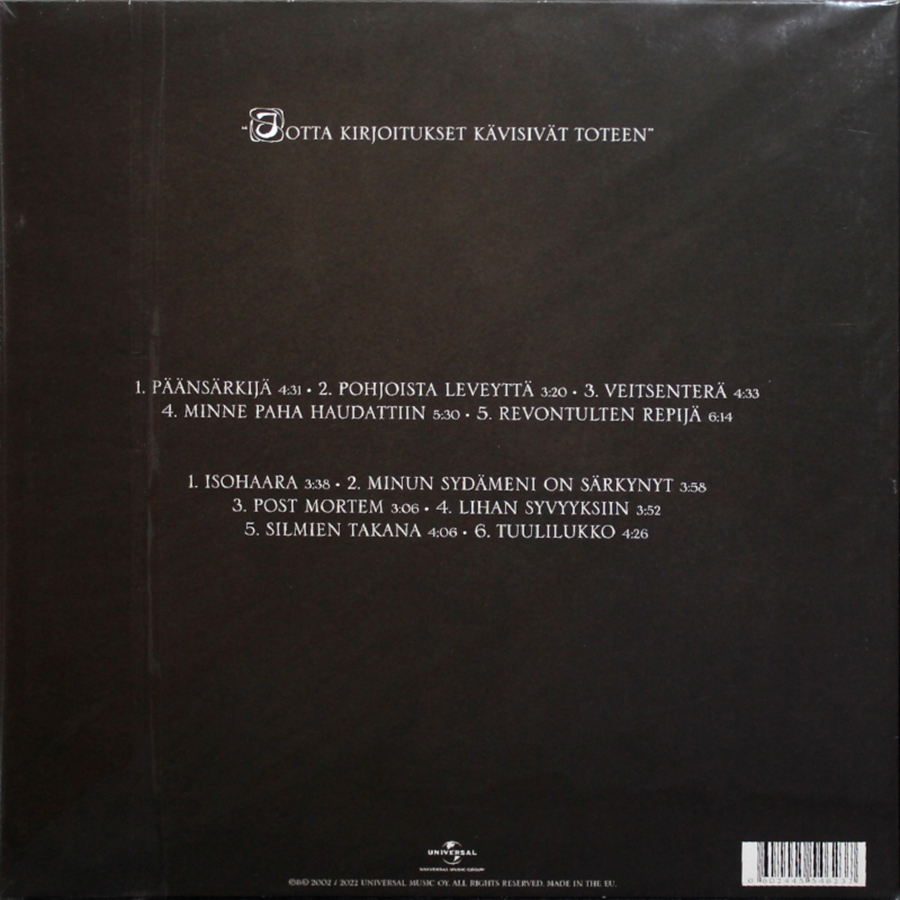 “Jotta kirjoitukset kävisivät toteen”
1. Päänsärkijä 4:31 • 2. Pohjoista leveyttä 3:20 • 3. Veitsenterä 4:33
4. Minne paha haudattiin 5:30 • 5. Revontulten repijä 6:14
1. Isohaara 3:38 • 2. Minun sydämeni on särkynyt 3:58
3. Post mortem 3:06 • 4. Lihan syvyyksiin 3:52
5. Silmien takana 4:06 • 6. Tuulilukko 4:26
UNIVERSAL
UNIVERSAL MUSIC GROUP
℗© 2002 / 2022 Universal Music Oy. All rights reserved. Made in the EU.